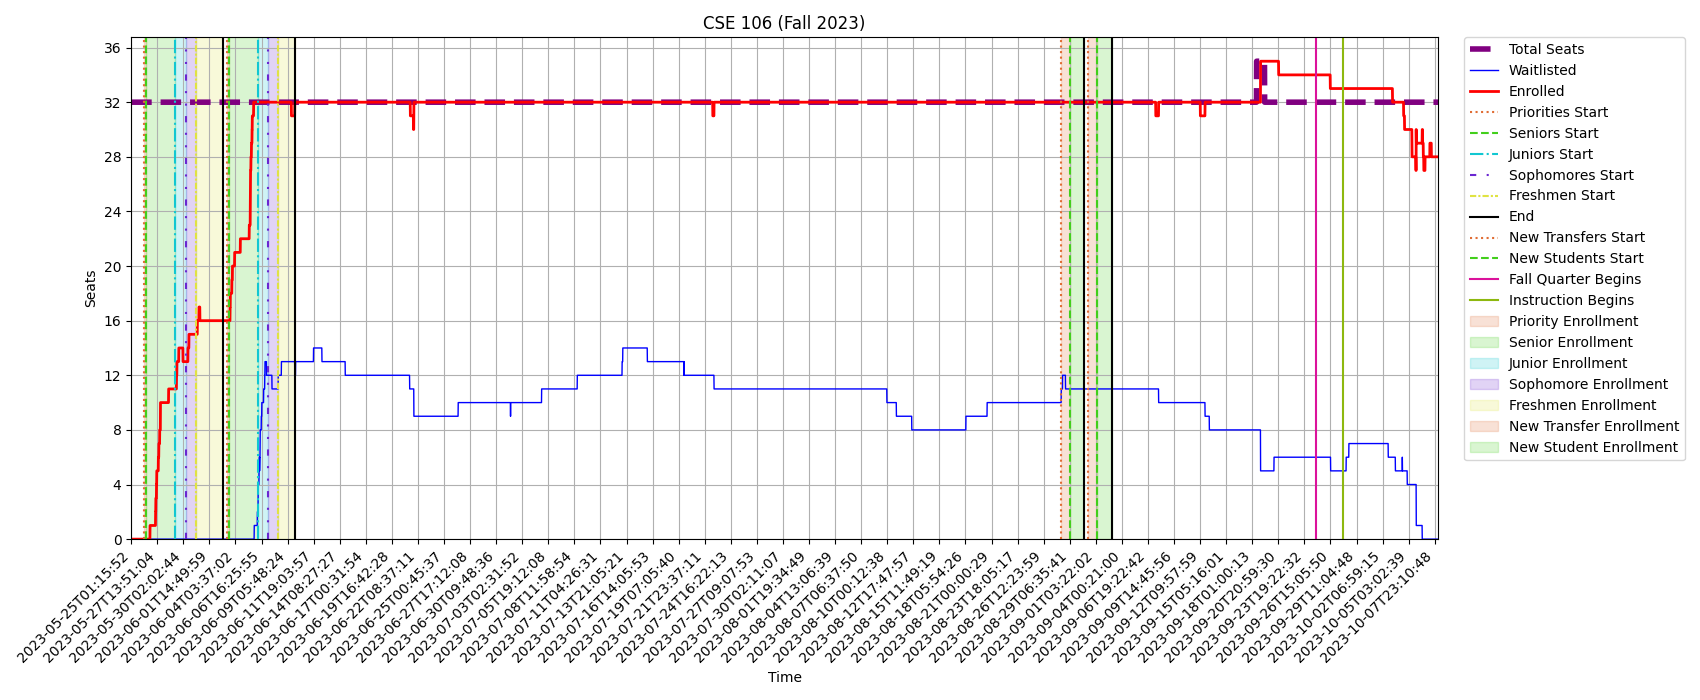 CSE 106 (Fall 2023)
Seats
36
32
28
24
20
16
12
8
4
0
2023-05-25T01:15:52
2023-05-27T13:51:04
2023-05-30T02:02:44
2023-06-01T14:49:59
2023-06-04T03:37:02
2023-06-06T16:25:55
2023-06-09T05:48:24
2023-06-11T19:03:57
2023-06-14T08:27:27
2023-06-17T00:31:54
2023-06-19T16:42:28
2023-06-22T08:37:11
2023-06-25T00:45:37
2023-06-27T17:12:08
2023-06-30T09:48:36
2023-07-03T02:31:52
2023-07-05T19:12:08
2023-07-08T11:58:54
2023-07-11T04:26:31
2023-07-13T21:05:21
2023-07-16T14:05:53
2023-07-19T07:05:40
2023-07-21T23:37:11
2023-07-24T16:22:13
2023-07-27T09:07:53
2023-07-30T02:11:07
2023-08-01T19:34:49
2023-08-04T13:06:39
2023-08-07T06:37:50
2023-08-10T00:12:38
2023-08-12T17:47:57
2023-08-15T11:49:19
2023-08-18T05:54:26
2023-08-21T00:00:29
2023-08-23T18:05:17
2023-08-26T12:23:59
2023-08-29T06:35:41
2023-09-01T03:22:02
2023-09-04T00:21:00
2023-09-06T19:22:42
2023-09-09T14:45:56
2023-09-12T09:57:59
2023-09-15T05:16:01
2023-09-18T01:00:13
2023-09-20T20:59:30
2023-09-23T19:22:32
2023-09-26T15:05:50
2023-09-29T11:04:48
2023-10-02T06:59:15
2023-10-05T03:02:39
2023-10-07T23:10:48
Time
Total Seats
Waitlisted
Enrolled
Priorities Start
Seniors Start
Juniors Start
Sophomores Start
Freshmen Start
End
New Transfers Start
New Students Start
Fall Quarter Begins
Instruction Begins
Priority Enrollment
Senior Enrollment
Junior Enrollment
Sophomore Enrollment
Freshmen Enrollment
New Transfer Enrollment
New Student Enrollment